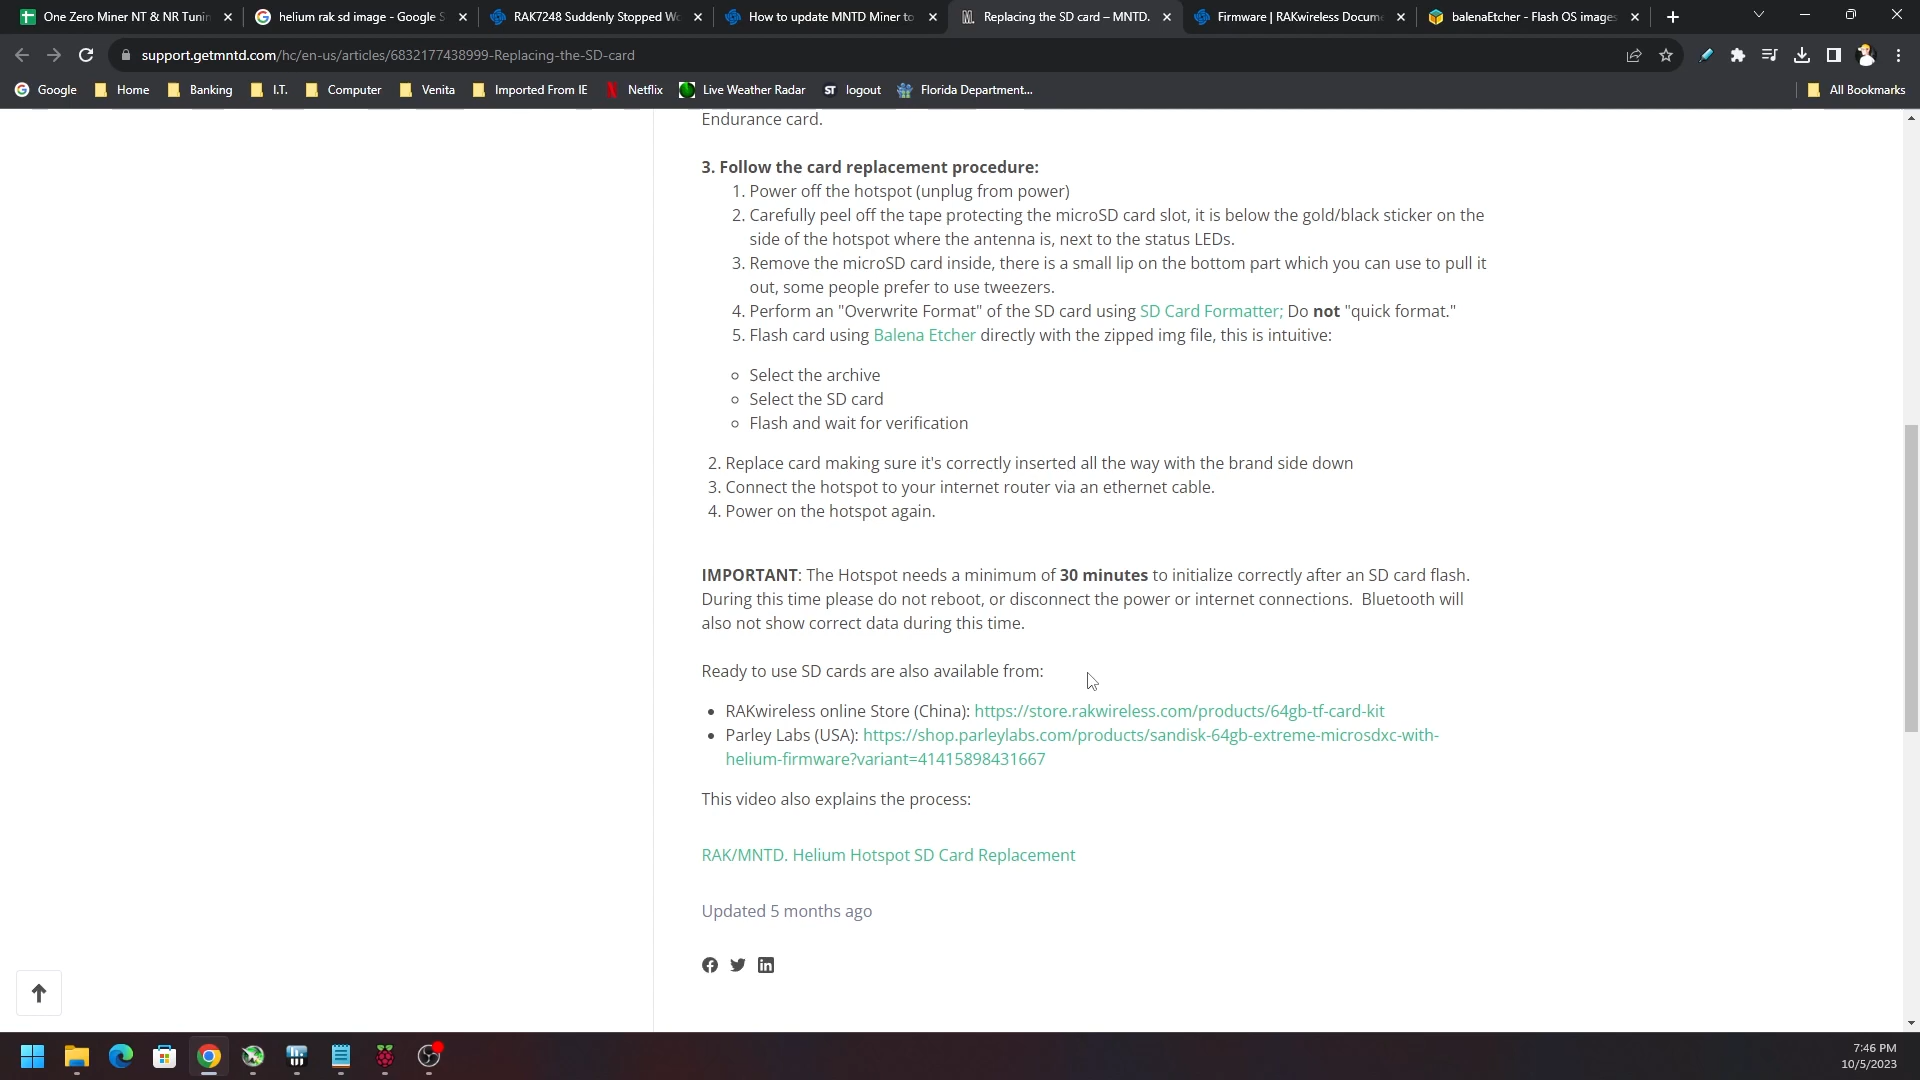 One Zero Miner NT & NR Tunin
helium rak sd image - Google S
RAK7248 Suddenly Stopped Wo
How to update MNTD Miner to
Replacing the SD card – MNTD.
Firmware | RAKwireless Docume
balenaEtcher - Flash OS images
support.getmntd.com/hc/en-us/articles/6832177438999-Replacing-the-SD-card
Google
Home
Banking
I.T.
Computer
Venita
Imported From IE
Netflix
Live Weather Radar
ST logout
Florida Department...
All Bookmarks
Endurance card.
3. Follow the card replacement procedure:
1. Power off the hotspot (unplug from power)
2. Carefully peel off the tape protecting the microSD card slot, it is below the gold/black sticker on the
side of the hotspot where the antenna is, next to the status LEDs.
3. Remove the microSD card inside, there is a small lip on the bottom part which you can use to pull it
out, some people prefer to use tweezers.
4. Perform an "Overwrite Format" of the SD card using SD Card Formatter; Do not "quick format."
5. Flash card using Balena Etcher directly with the zipped img file, this is intuitive:
Select the archive
Select the SD card
Flash and wait for verification
2. Replace card making sure it's correctly inserted all the way with the brand side down
3. Connect the hotspot to your internet router via an ethernet cable.
4. Power on the hotspot again.
IMPORTANT: The Hotspot needs a minimum of 30 minutes to initialize correctly after an SD card flash.
During this time please do not reboot, or disconnect the power or internet connections. Bluetooth will
also not show correct data during this time.
Ready to use SD cards are also available from:
• RAKwireless online Store (China): https://store.rakwireless.com/products/64gb-tf-card-kit
• Parley Labs (USA): https://shop.parleylabs.com/products/sandisk-64gb-extreme-microsdxc-with-
helium-firmware?variant=41415898431667
This video also explains the process:
RAK/MNTD. Helium Hotspot SD Card Replacement
Updated 5 months ago
7:46 PM
10/5/2023